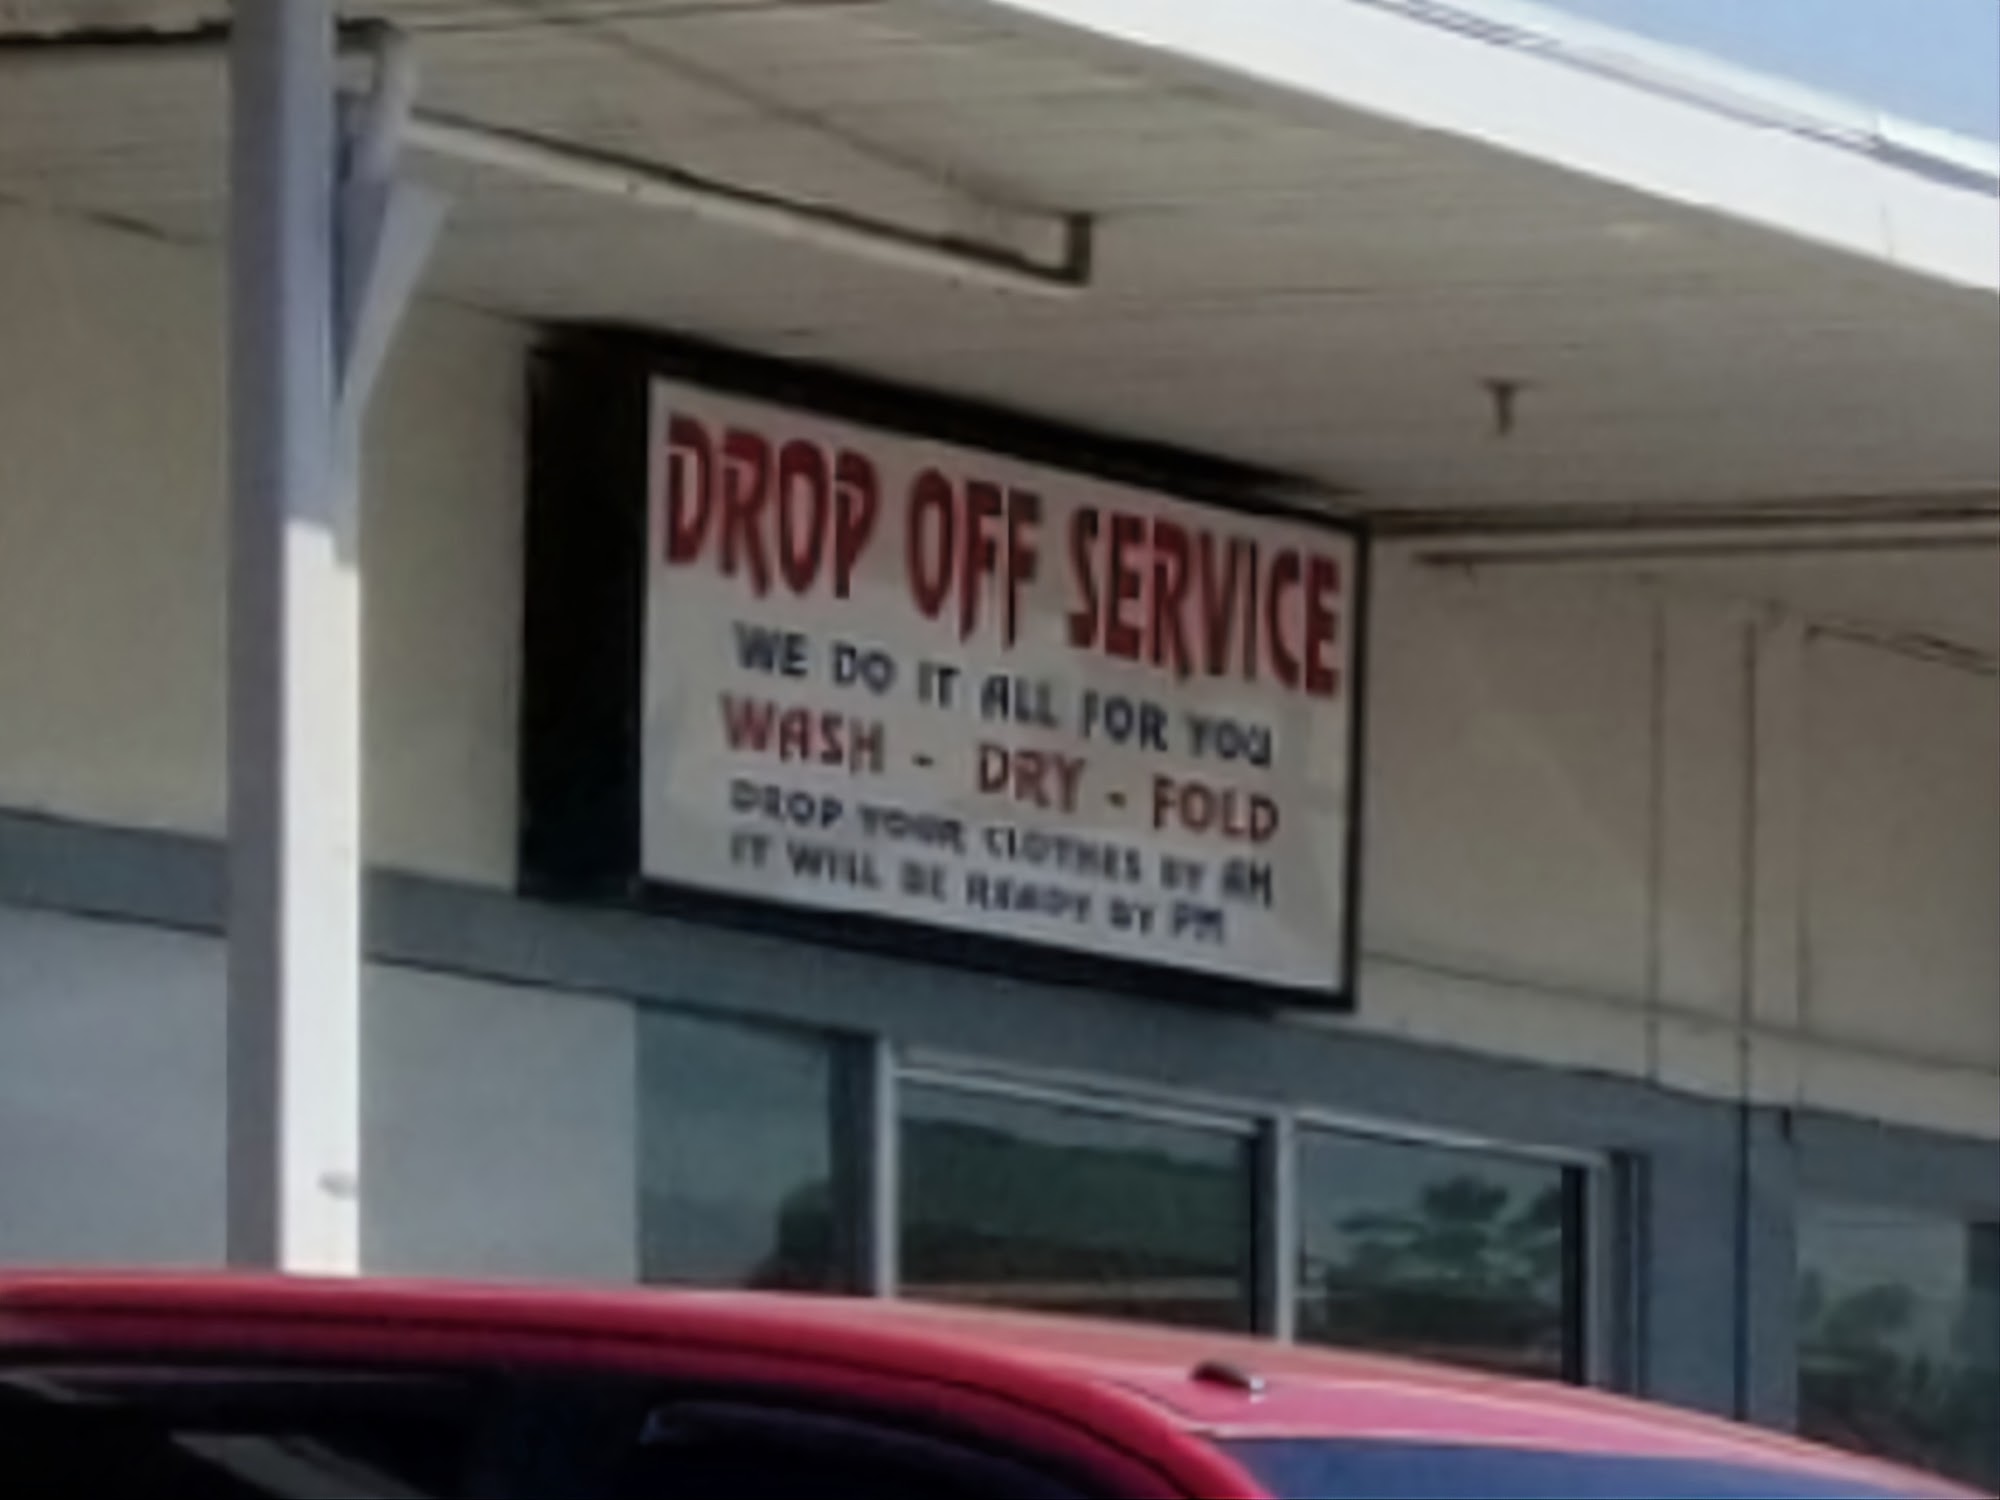 DROP OFF SERVICE
WE DO IT ALL FOR YOU
WASH - DRY - FOLD
DROP YOUR CLOTHES BY AM
IT WILL BE READY BY PM